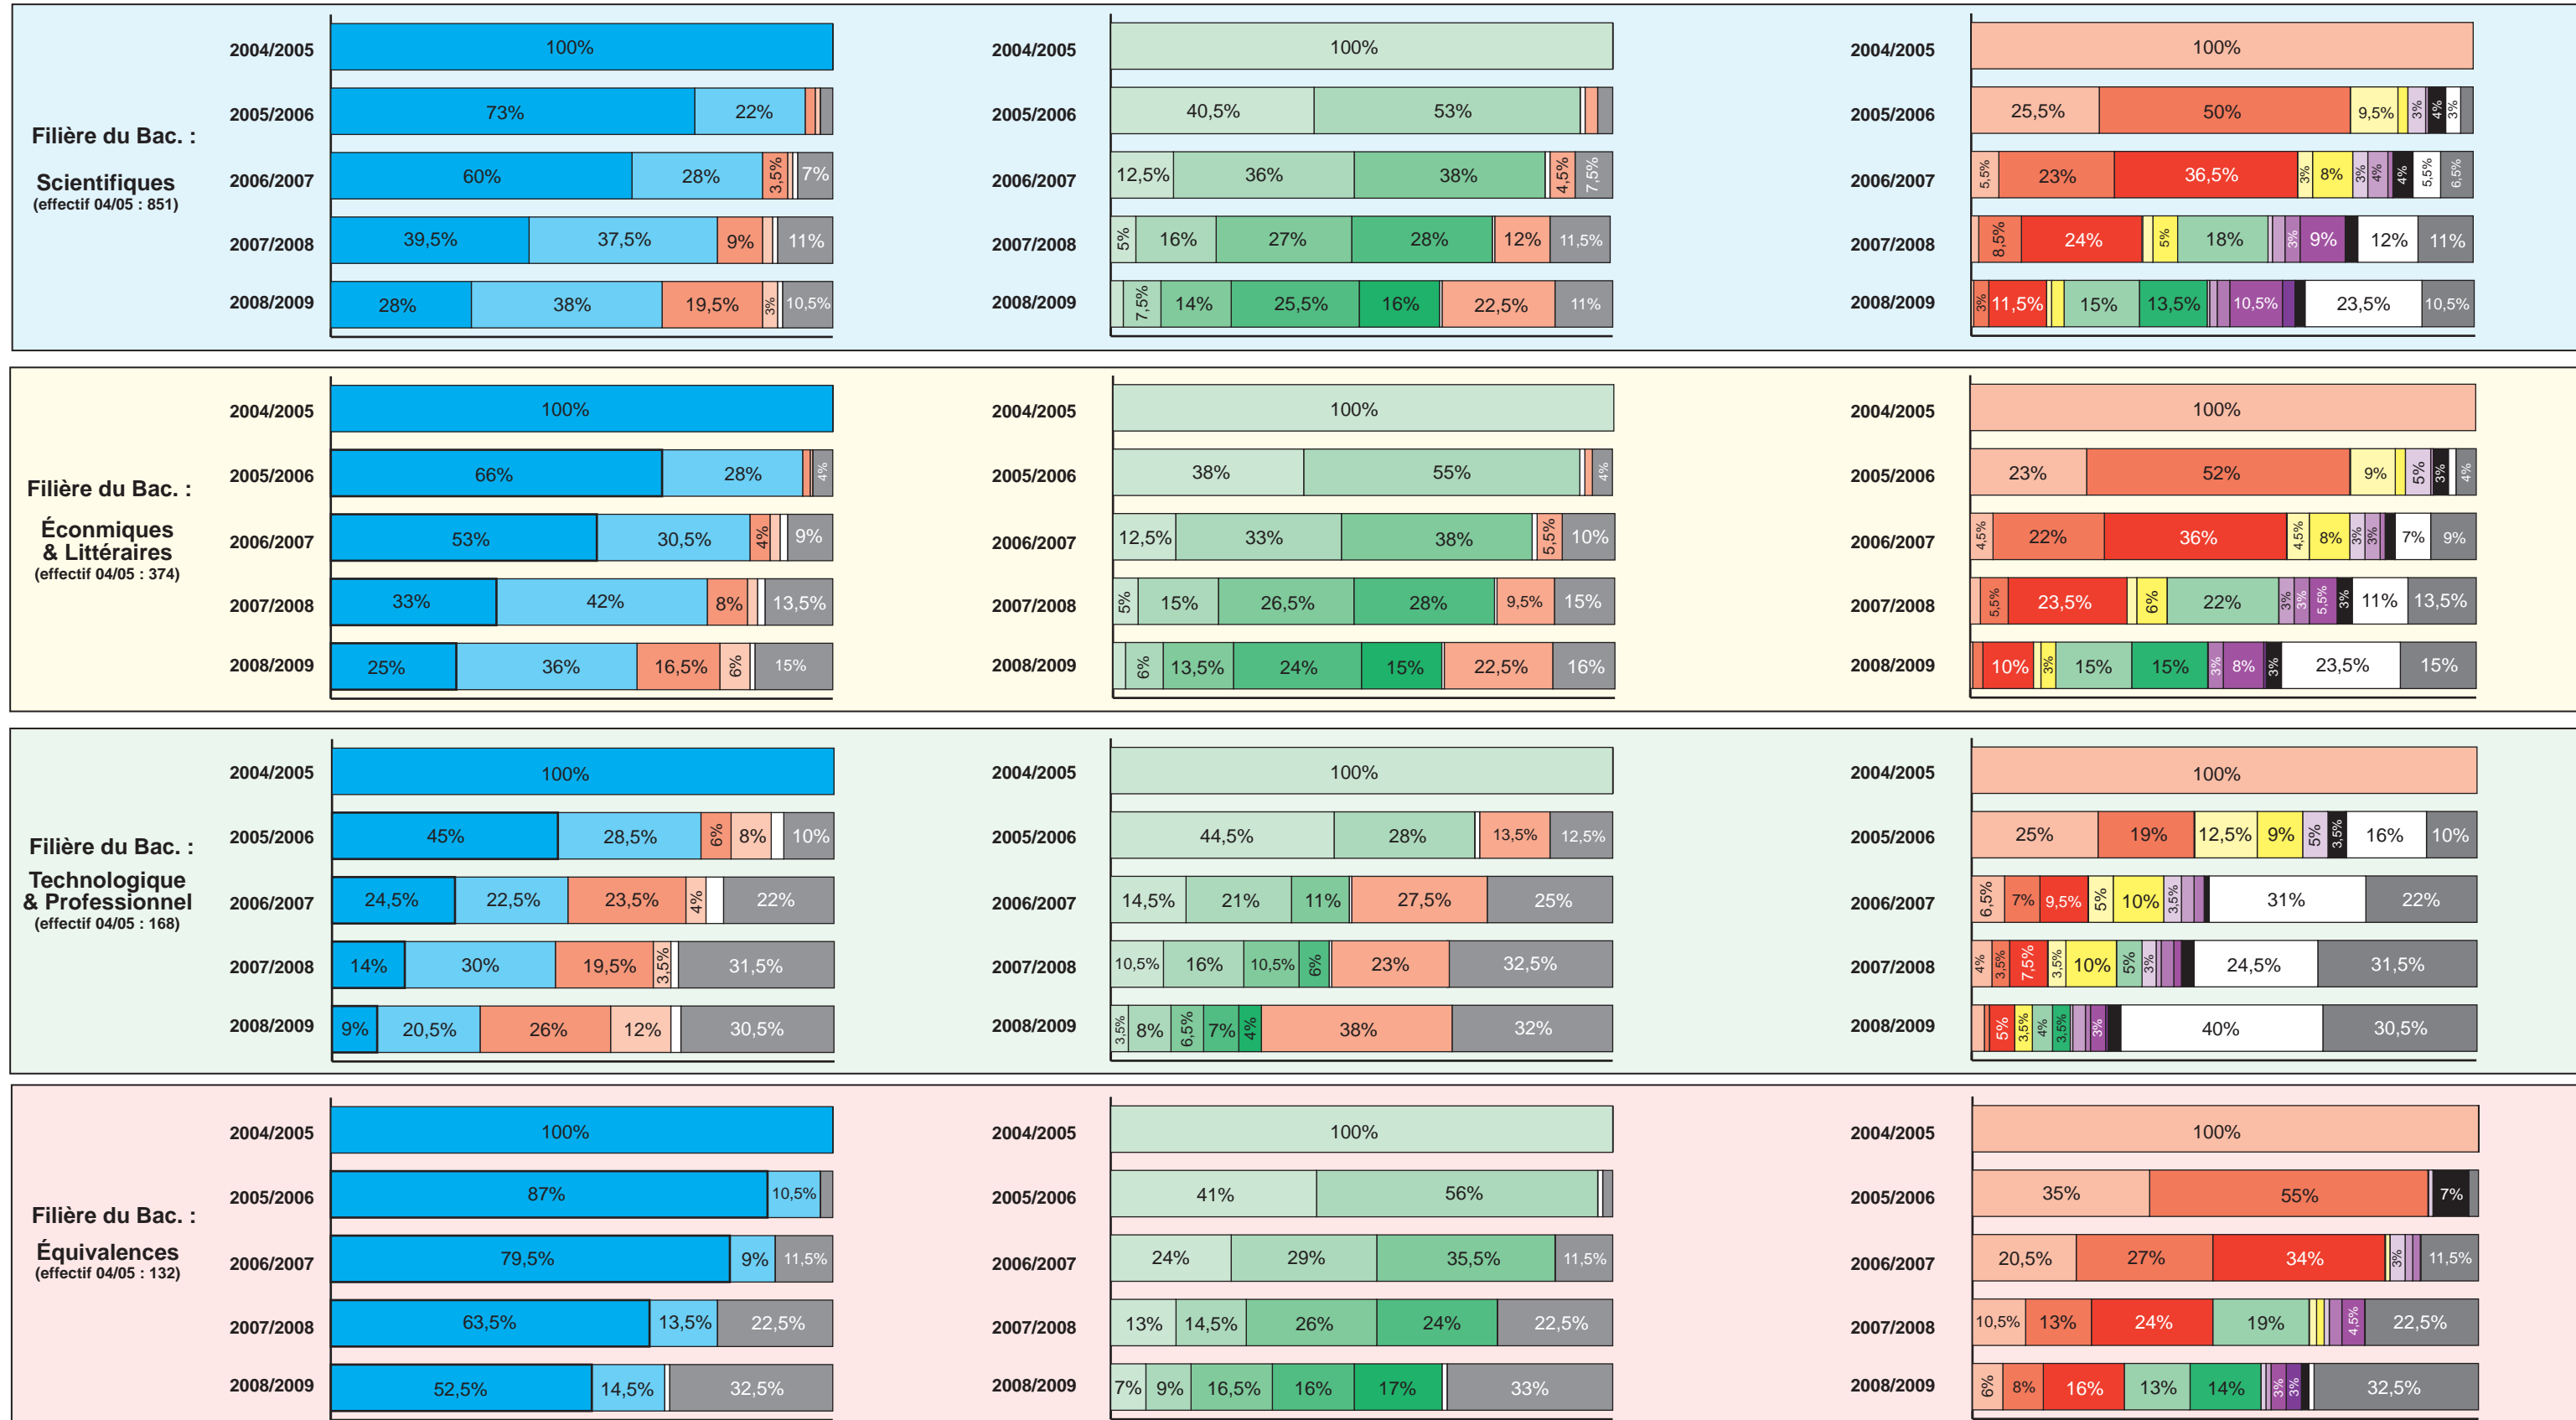 2004/2005 100% 2004/2005 100% 2004/2005 100%
2005/2006 73% 22% 2005/2006 40,5% 53% 2005/2006 25,5% 50% 9,5% 3% 4% 3%
Filière du Bac. :
Scientifiques
(effectif 04/05 : 851)
2006/2007 60% 28% 3,5% 7% 2006/2007 12,5% 36% 38% 4,5% 7,5% 2006/2007 5,5% 23% 36,5% 3% 8% 3% 4% 4% 5,5% 6,5%
2007/2008 39,5% 37,5% 9% 11% 2007/2008 5% 16% 27% 28% 12% 11,5% 2007/2008 8,5% 24% 5% 18% 3% 9% 12% 11%
2008/2009 28% 38% 19,5% 3% 10,5% 2008/2009 7,5% 14% 25,5% 16% 22,5% 11% 2008/2009 3% 11,5% 15% 13,5% 10,5% 23,5% 10,5%
2004/2005 100% 2004/2005 100% 2004/2005 100%
2005/2006 66% 28% 4% 2005/2006 38% 55% 4% 2005/2006 23% 52% 9% 5% 3% 4%
Filière du Bac. :
Éconmiques
& Littéraires
(effectif 04/05 : 374)
2006/2007 53% 30,5% 4% 9% 2006/2007 12,5% 33% 38% 5,5% 10% 2006/2007 4,5% 22% 36% 4,5% 8% 3% 3% 7% 9%
2007/2008 33% 42% 8% 13,5% 2007/2008 5% 15% 26,5% 28% 9,5% 15% 2007/2008 5,5% 23,5% 6% 22% 3% 3% 5,5% 3% 11% 13,5%
2008/2009 25% 36% 16,5% 6% 15% 2008/2009 6% 13,5% 24% 15% 22,5% 16% 2008/2009 10% 3% 15% 15% 3% 8% 3% 23,5% 15%
2004/2005 100% 2004/2005 100% 2004/2005 100%
2005/2006 45% 28,5% 6% 8% 10% 2005/2006 44,5% 28% 13,5% 12,5% 2005/2006 25% 19% 12,5% 9% 5% 3,5% 16% 10%
Filière du Bac. :
Technologique
& Professionnel
(effectif 04/05 : 168)
2006/2007 24,5% 22,5% 23,5% 4% 22% 2006/2007 14,5% 21% 11% 27,5% 25% 2006/2007 6,5% 7% 9,5% 5% 10% 3,5% 31% 22%
2007/2008 14% 30% 19,5% 3,5% 31,5% 2007/2008 10,5% 16% 10,5% 6% 23% 32,5% 2007/2008 4% 3,5% 7,5% 3,5% 10% 5% 3% 24,5% 31,5%
2008/2009 9% 20,5% 26% 12% 30,5% 2008/2009 3,5% 8% 6,5% 7% 4% 38% 32% 2008/2009 5% 3,5% 4% 3,5% 3% 40% 30,5%
2004/2005 100% 2004/2005 100% 2004/2005 100%
2005/2006 87% 10,5% 2005/2006 41% 56% 2005/2006 35% 55% 7%
Filière du Bac. :
Équivalences
(effectif 04/05 : 132)
2006/2007 79,5% 9% 11,5% 2006/2007 24% 29% 35,5% 11,5% 2006/2007 20,5% 27% 34% 3% 11,5%
2007/2008 63,5% 13,5% 22,5% 2007/2008 13% 14,5% 26% 24% 22,5% 2007/2008 10,5% 13% 24% 19% 4,5% 22,5%
2008/2009 52,5% 14,5% 32,5% 2008/2009 7% 9% 16,5% 16% 17% 33% 2008/2009 6% 8% 16% 13% 14% 3% 3% 32,5%